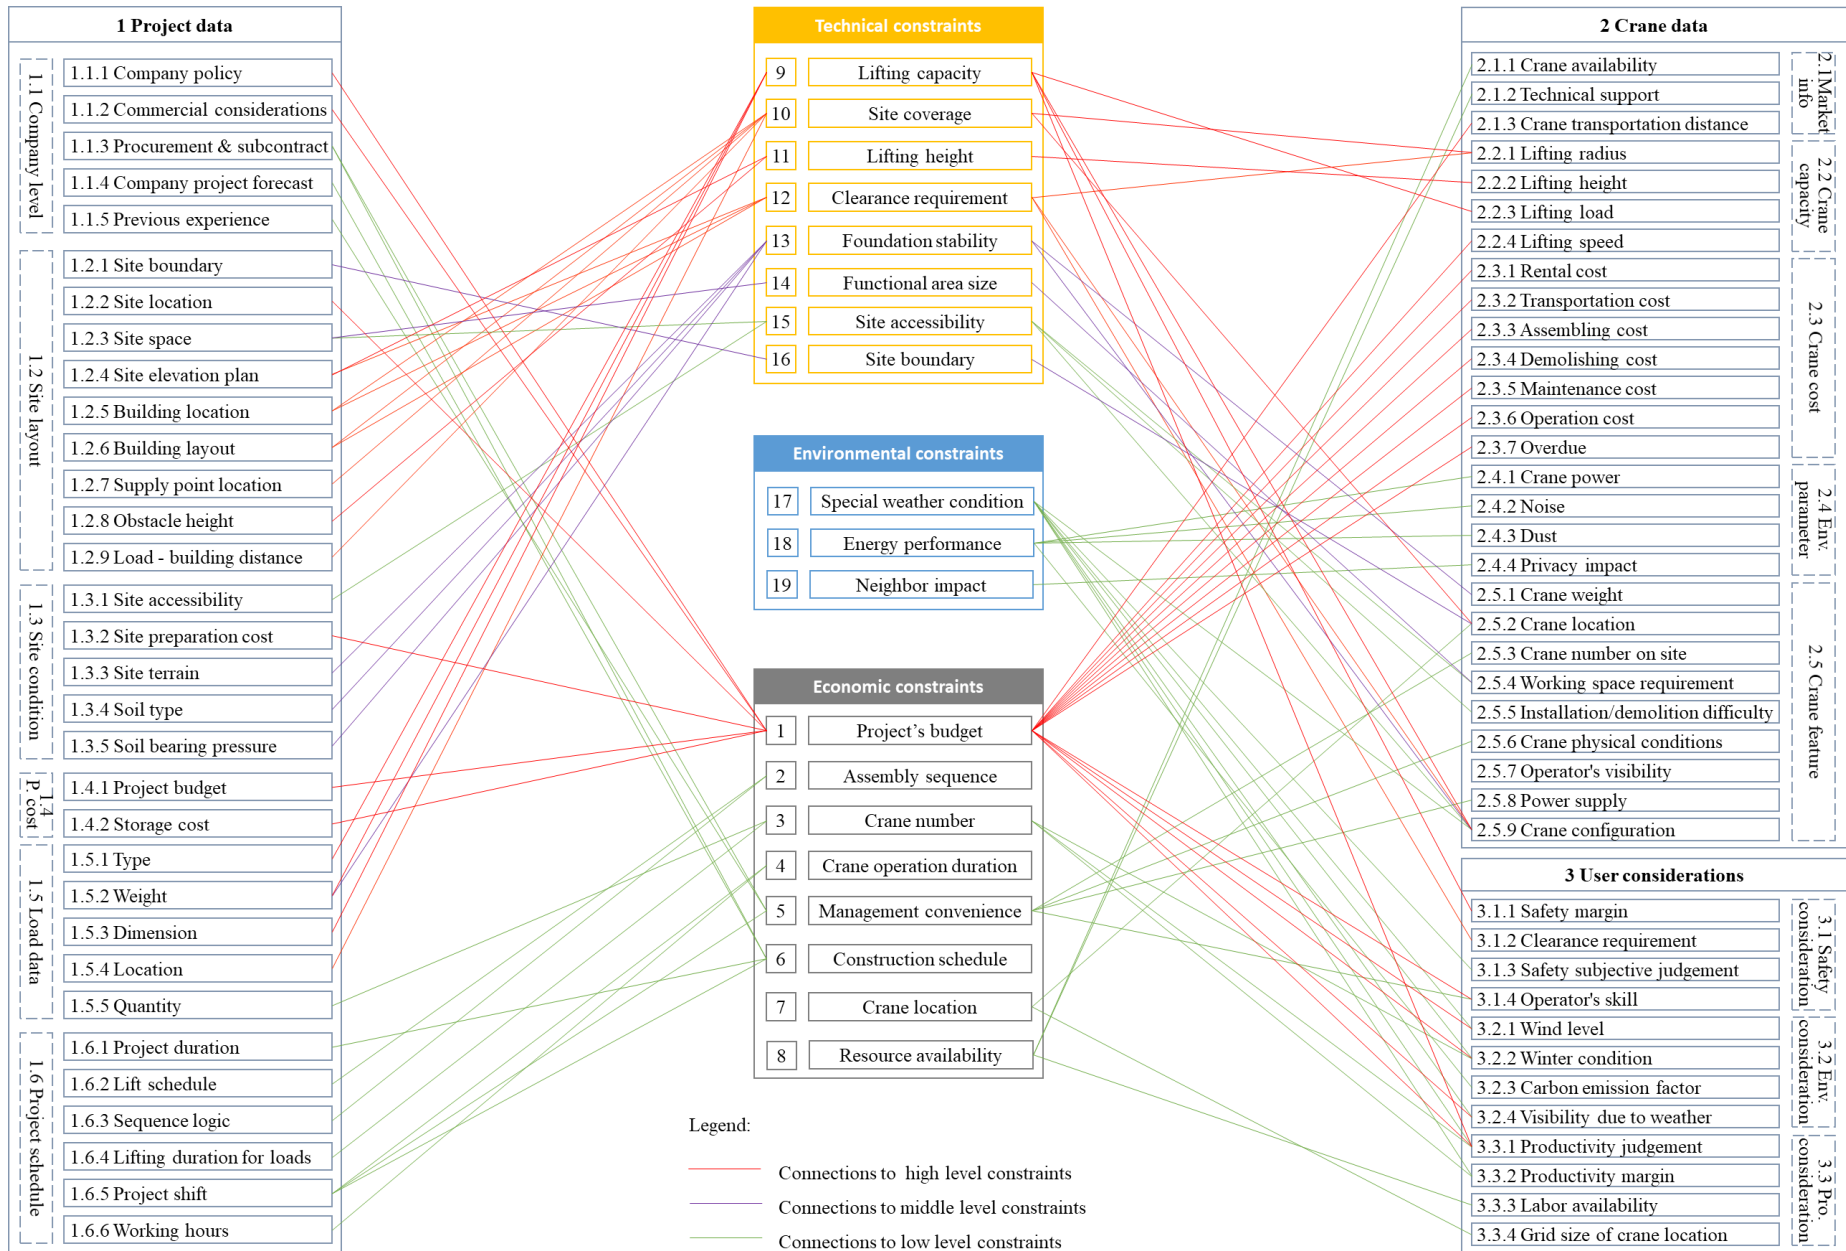 1 Project data
1.1 Company level
1.1.1 Company policy
1.1.2 Commercial considerations
1.1.3 Procurement & subcontract
1.1.4 Company project forecast
1.1.5 Previous experience
1.2 Site layout
1.2.1 Site boundary
1.2.2 Site location
1.2.3 Site space
1.2.4 Site elevation plan
1.2.5 Building location
1.2.6 Building layout
1.2.7 Supply point location
1.2.8 Obstacle height
1.2.9 Load - building distance
1.3 Site condition
1.3.1 Site accessibility
1.3.2 Site preparation cost
1.3.3 Site terrain
1.3.4 Soil type
1.3.5 Soil bearing pressure
1.4
P. cost
1.4.1 Project budget
1.4.2 Storage cost
1.5 Load data
1.5.1 Type
1.5.2 Weight
1.5.3 Dimension
1.5.4 Location
1.5.5 Quantity
1.6 Project schedule
1.6.1 Project duration
1.6.2 Lift schedule
1.6.3 Sequence logic
1.6.4 Lifting duration for loads
1.6.5 Project shift
1.6.6 Working hours
Technical constraints
9 Lifting capacity
10 Site coverage
11 Lifting height
12 Clearance requirement
13 Foundation stability
14 Functional area size
15 Site accessibility
16 Site boundary
Environmental constraints
17 Special weather condition
18 Energy performance
19 Neighbor impact
Economic constraints
1 Project’s budget
2 Assembly sequence
3 Crane number
4 Crane operation duration
5 Management convenience
6 Construction schedule
7 Crane location
8 Resource availability
Legend:
Connections to high level constraints
Connections to middle level constraints
Connections to low level constraints
2 Crane data
2.1.1 Crane availability
2.1.2 Technical support
2.1.3 Crane transportation distance
2.1Market
info
2.2.1 Lifting radius
2.2.2 Lifting height
2.2.3 Lifting load
2.2.4 Lifting speed
2.2 Crane
capacity
2.3.1 Rental cost
2.3.2 Transportation cost
2.3.3 Assembling cost
2.3.4 Demolishing cost
2.3.5 Maintenance cost
2.3.6 Operation cost
2.3.7 Overdue
2.3 Crane cost
2.4.1 Crane power
2.4.2 Noise
2.4.3 Dust
2.4.4 Privacy impact
2.4 Env.
parameter
2.5.1 Crane weight
2.5.2 Crane location
2.5.3 Crane number on site
2.5.4 Working space requirement
2.5.5 Installation/demolition difficulty
2.5.6 Crane physical conditions
2.5.7 Operator's visibility
2.5.8 Power supply
2.5.9 Crane configuration
2.5 Crane feature
3 User considerations
3.1.1 Safety margin
3.1.2 Clearance requirement
3.1.3 Safety subjective judgement
3.1.4 Operator's skill
3.1 Safety
consideration
3.2.1 Wind level
3.2.2 Winter condition
3.2.3 Carbon emission factor
3.2.4 Visibility due to weather
3.2 Env.
consideration
3.3.1 Productivity judgement
3.3.2 Productivity margin
3.3.3 Labor availability
3.3.4 Grid size of crane location
3.3 Pro.
consideration